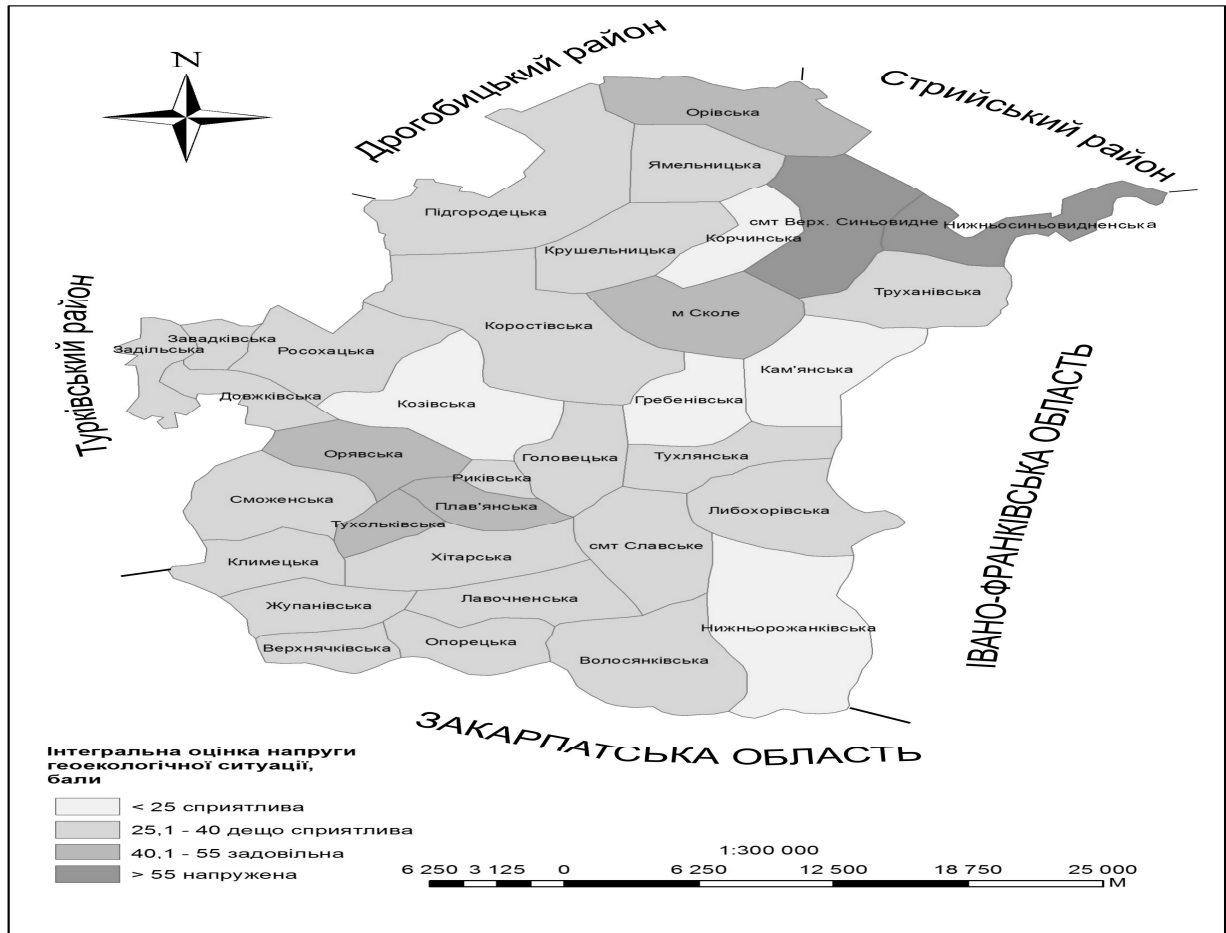 N
Дрогобицький район
Стрийський район
Орівська
Ямельницька
Підгородецька
смт Верх. Синьовидне
Нижньосиньовидненська
Корчинська
Крушельницька
Труханівська
м Сколе
Коростівська
Турківський район
Завадківська
Задільська
Росохацька
Кам'янська
Довжківська
Козівська
Гребенівська
Орявська
Головецька
Тухлянська
Риківська
Сможенська
Плав'янська
Либохорівська
Тухольківська
смт Славське
Хітарська
Климецька
ІВАНО-ФРАНКІВСЬКА ОБЛАСТЬ
Лавочненська
Жупанівська
Нижньорожанківська
Опорецька
Верхнячківська
Волосянківська
ЗАКАРПАТСЬКА ОБЛАСТЬ
Інтегральна оцінка напруги
геоекологічної ситуації,
бали
< 25 сприятлива
25,1 - 40 дещо сприятлива
40,1 - 55 задовільна
> 55 напружена
1:300 000
6 250 3 125 0 6 250 12 500 18 750 25 000
М